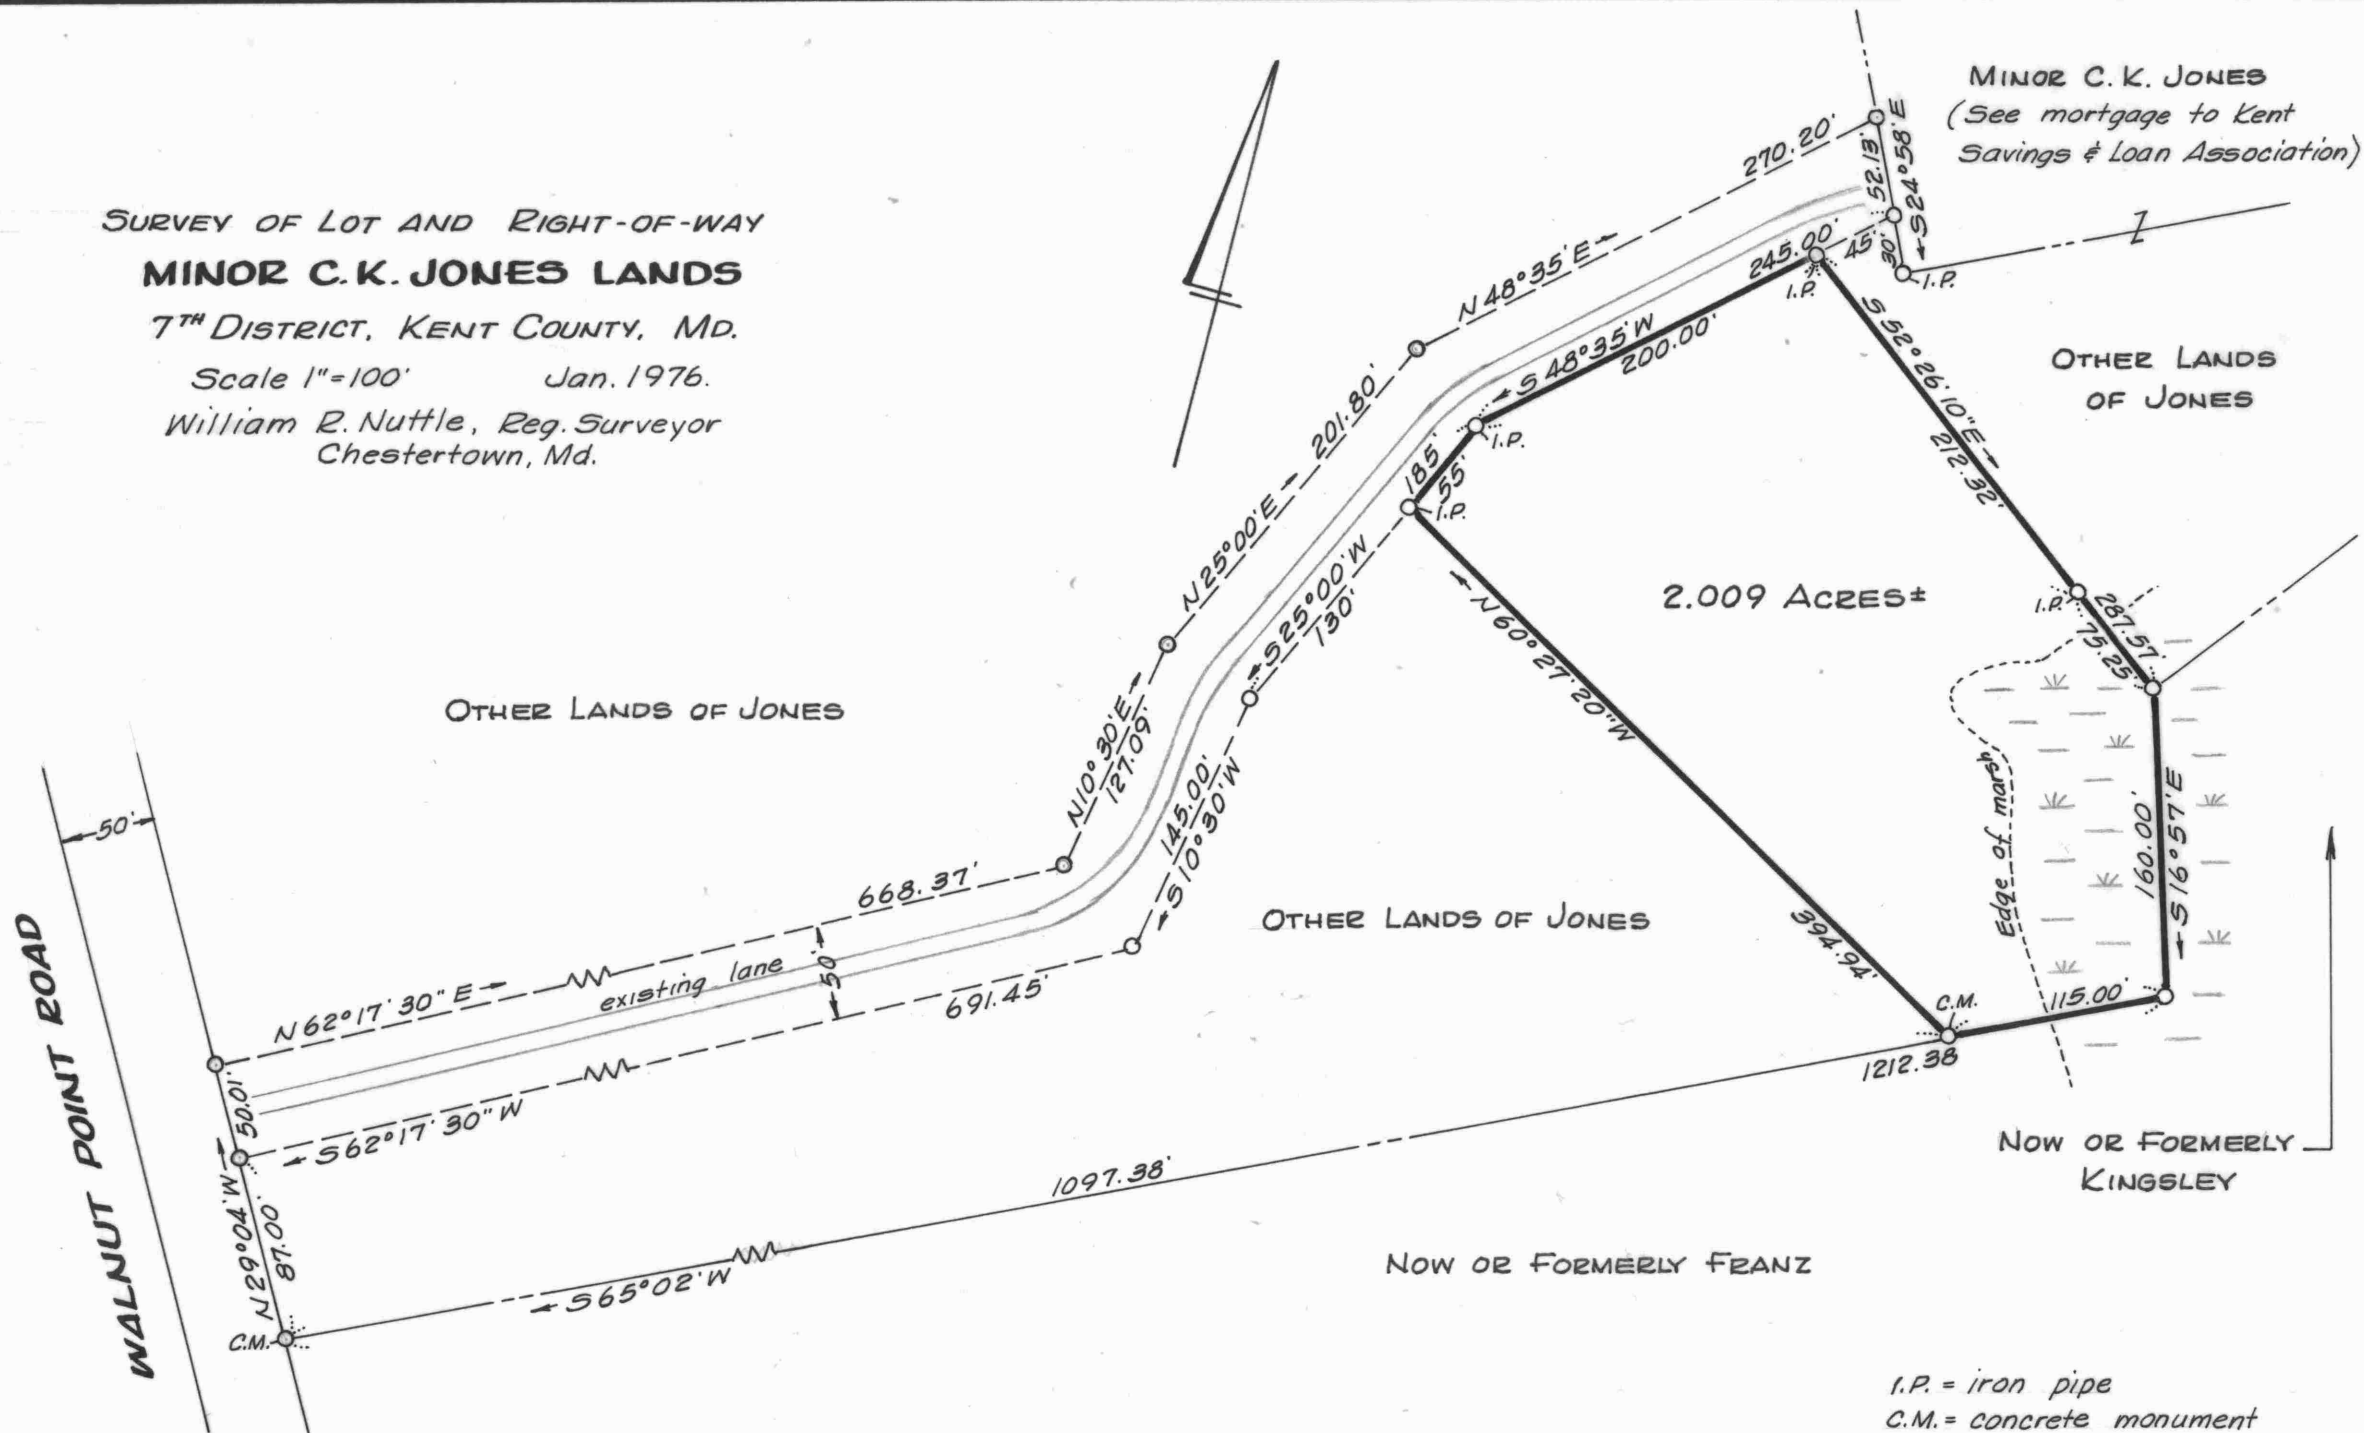 SURVEY OF LOT AND RIGHT-OF-WAY
MINOR C.K. JONES LANDS
7TH DISTRICT, KENT COUNTY, MD.
Scale 1"=100' Jan. 1976.
William R. Nuttle, Reg. Surveyor
Chestertown, Md.
MINOR C. K. JONES
(See mortgage to Kent
Savings & Loan Association)
270.20'
52.13'
S24°58'E
45'
30'
I.P.
N48°35'E
245.00'
I.P.
S48°35'W
200.00'
S52°26'10"E
212.32'
OTHER LANDS
OF JONES
201.80'
N25°00'E
185'
55'
I.P.
I.P.
S25°00'W
130'
2.009 ACRES±
N60°27'20"W
394.94'
I.P.
287.57'
75.25'
OTHER LANDS OF JONES
N10°30'E
127.09'
145.00'
S10°30'W
Edge of marsh
160.00'
S16°57'E
50'
668.37'
OTHER LANDS OF JONES
WALNUT POINT ROAD
N62°17'30"E
existing lane
50'
691.45'
C.M.
115.00'
1212.38
50.01'
S62°17'30"W
NOW OR FORMERLY
KINGSLEY
1097.38'
N29°04'W
87.00'
S65°02'W
NOW OR FORMERLY FRANZ
C.M.
I.P. = iron pipe
C.M. = concrete monument